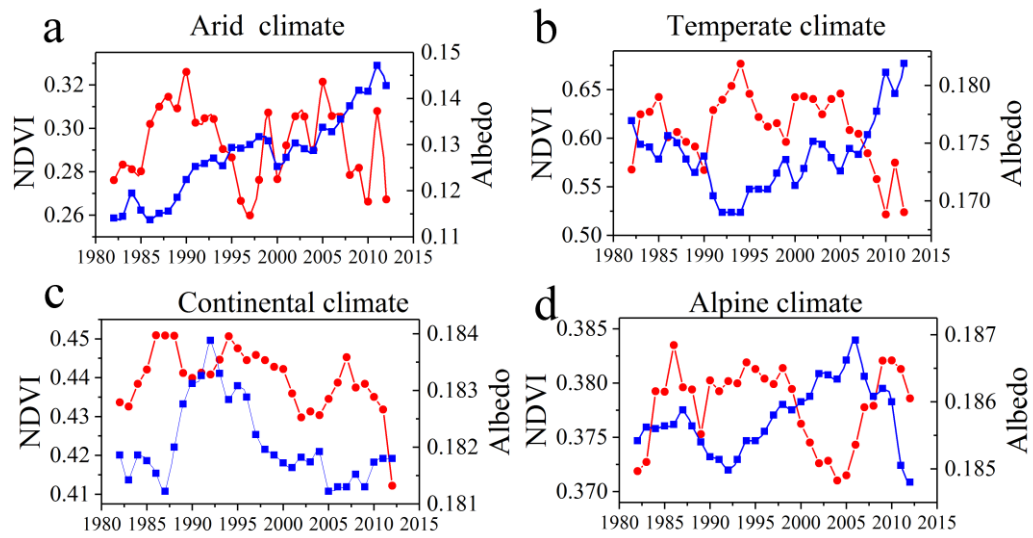 a Arid climate
NDVI
0.32
0.30
0.28
0.26
0.15
0.14
0.13
0.12
0.11
Albedo
1980 1985 1990 1995 2000 2005 2010 2015
b Temperate climate
NDVI
0.65
0.60
0.55
0.50
0.180
0.175
0.170
Albedo
1980 1985 1990 1995 2000 2005 2010 2015
c Continental climate
NDVI
0.45
0.44
0.43
0.42
0.41
0.184
0.183
0.182
0.181
Albedo
1980 1985 1990 1995 2000 2005 2010 2015
d Alpine climate
NDVI
0.385
0.380
0.375
0.370
0.187
0.186
0.185
Albedo
1980 1985 1990 1995 2000 2005 2010 2015